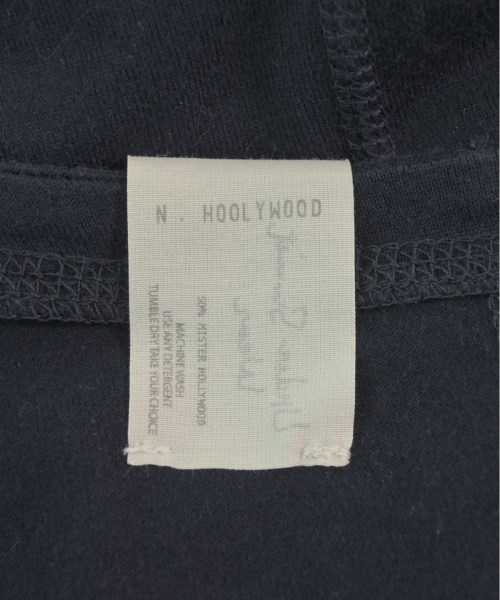 N. HOOLYWOOD
50% MISTER HOLLYWOOD
MACHINE WASH
USE ANY DETERGENT
TUMBLE DRY TAKE YOUR CHOICE